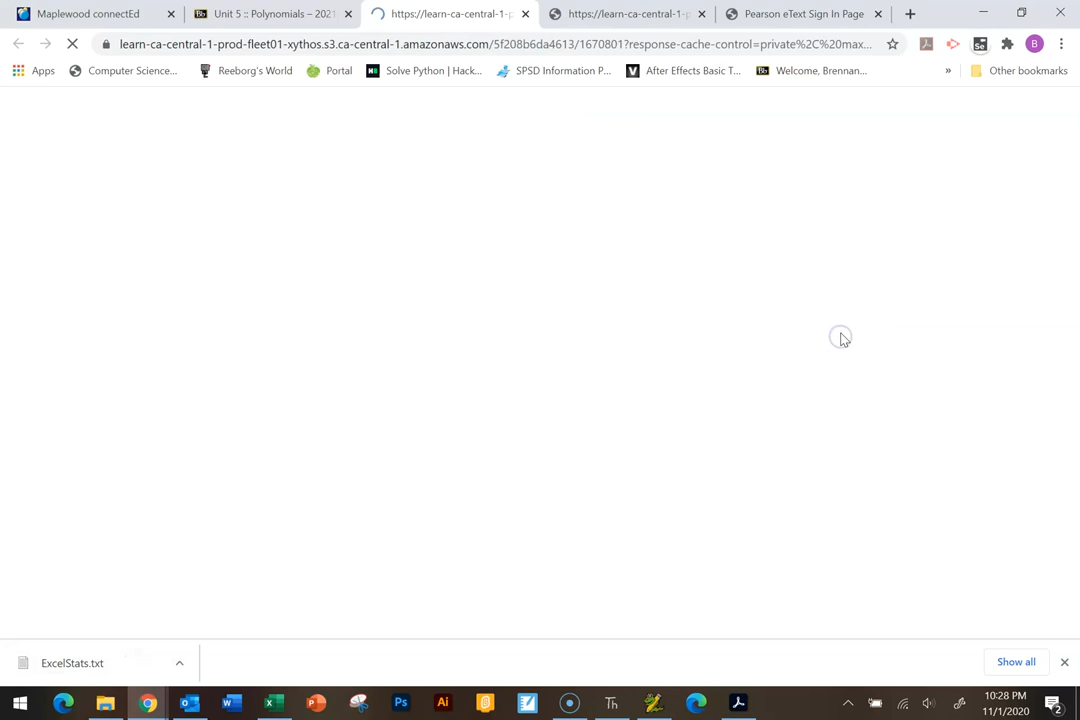 Maplewood connectEd
Unit 5 :: Polynomials – 2021
https://learn-ca-central-1-p
https://learn-ca-central-1-p
Pearson eText Sign In Page
learn-ca-central-1-prod-fleet01-xythos.s3.ca-central-1.amazonaws.com/5f208b6da4613/1670801?response-cache-control=private%2C%20max...
B
Apps
Computer Science...
Reeborg's World
Portal
Solve Python | Hack...
SPSD Information P...
After Effects Basic T...
Welcome, Brennan...
»
Other bookmarks
ExcelStats.txt
Show all
10:28 PM
11/1/2020
2